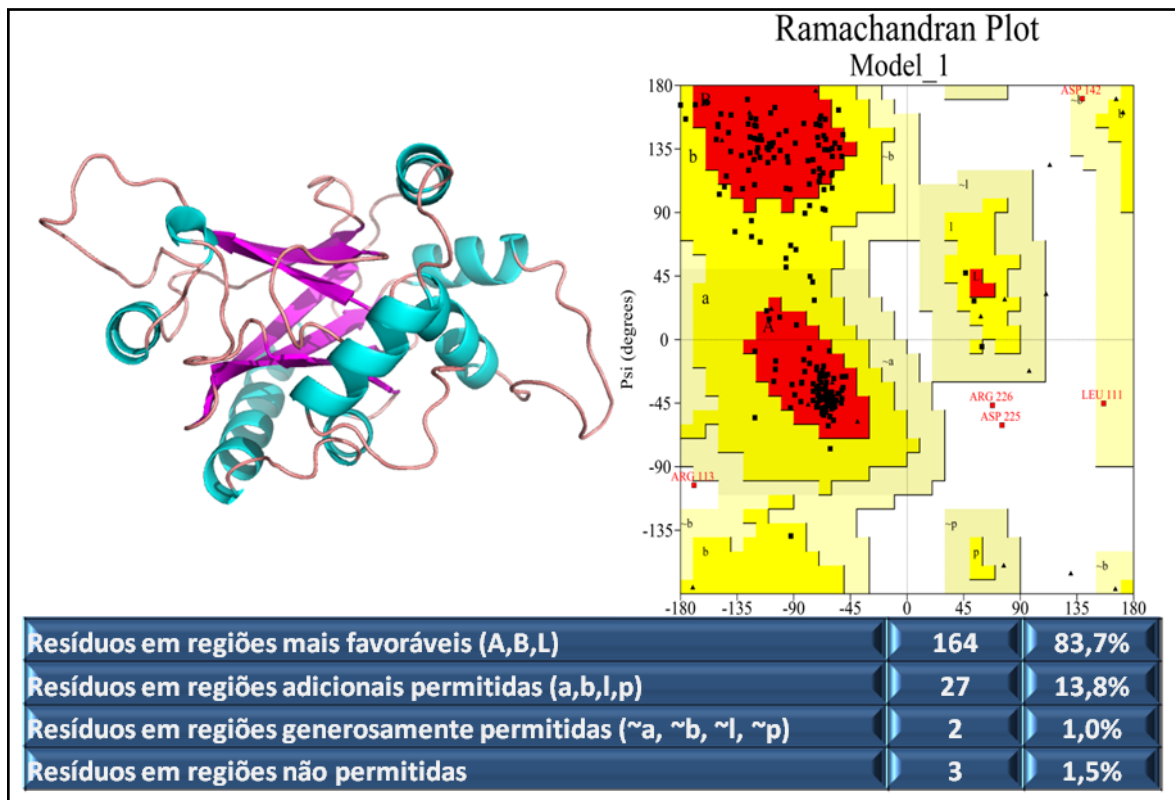 Ramachandran Plot
Model_1
180
135
90
45
0
-45
-90
-135
Psi (degrees)
B
b
~b
ASP 142
~b
b
~l
l
L
a
A
~a
ARG 226
ASP 225
LEU 111
ARG 113
~b
b
~p
p
~b
-180 -135 -90 -45 0 45 90 135 180
Resíduos em regiões mais favoráveis (A,B,L) 164 83,7%
Resíduos em regiões adicionais permitidas (a,b,l,p) 27 13,8%
Resíduos em regiões generosamente permitidas (~a, ~b, ~l, ~p) 2 1,0%
Resíduos em regiões não permitidas 3 1,5%